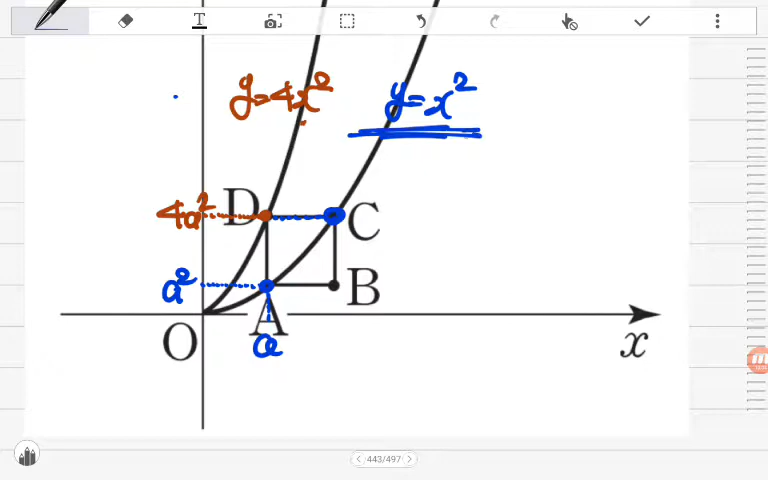 T
y=4x²
y=x²
4a² D C
a² B
A
O a x
443/497